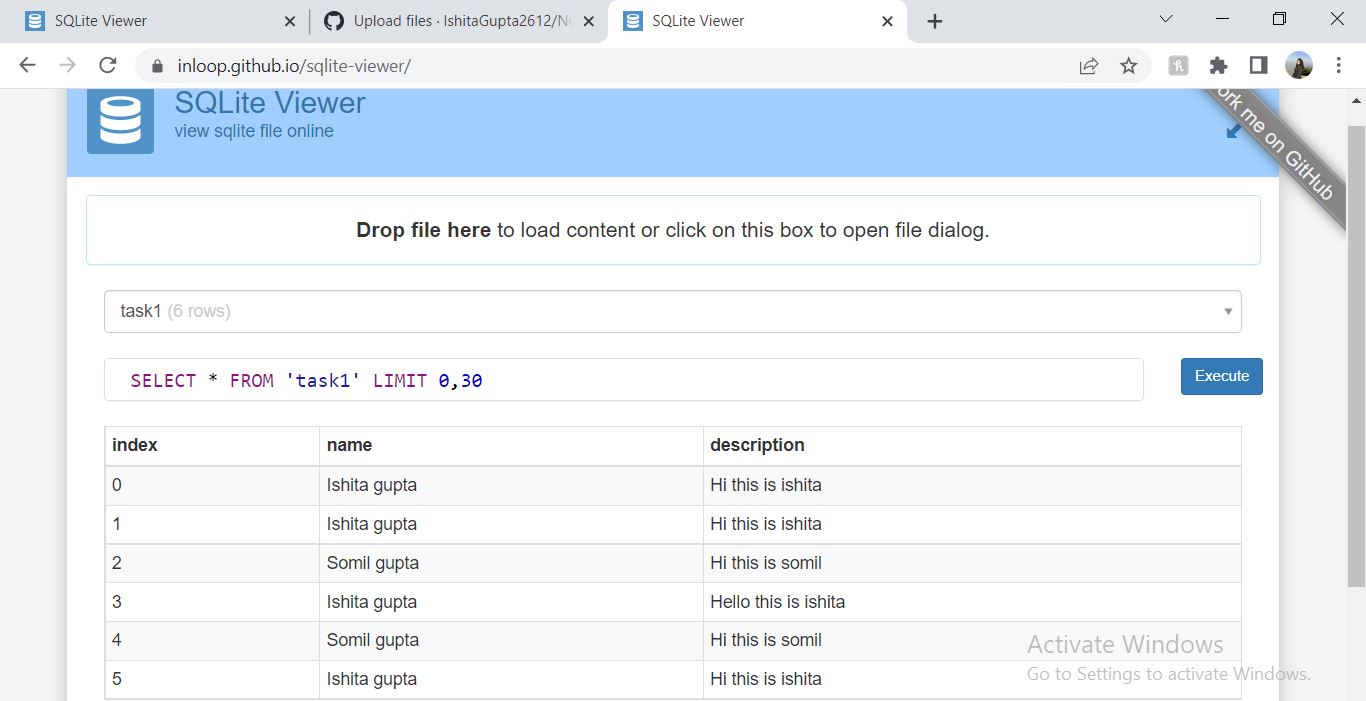 SQLite Viewer
Upload files · IshitaGupta2612/Nu
SQLite Viewer
inloop.github.io/sqlite-viewer/
SQLite Viewer
view sqlite file online
ork me on GitHub
Drop file here to load content or click on this box to open file dialog.
task1 (6 rows)
SELECT * FROM 'task1' LIMIT 0,30
Execute
index name description
0 Ishita gupta Hi this is ishita
1 Ishita gupta Hi this is ishita
2 Somil gupta Hi this is somil
3 Ishita gupta Hello this is ishita
4 Somil gupta Hi this is somil
5 Ishita gupta Hi this is ishita
Activate Windows
Go to Settings to activate Windows.